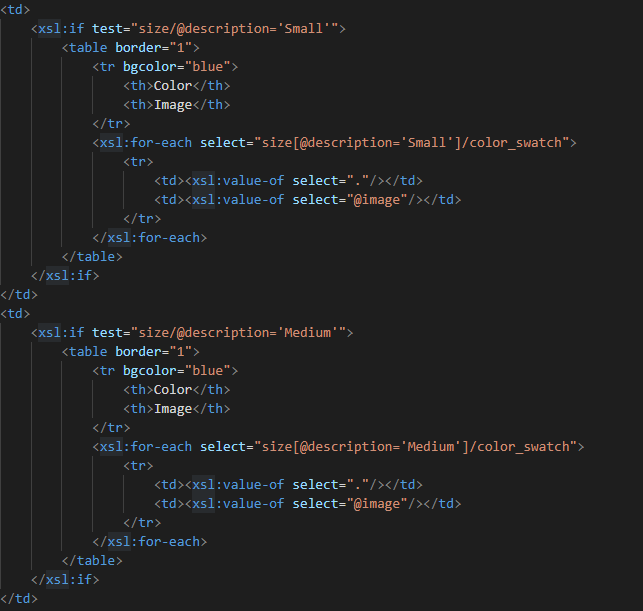 <td>
<xsl:if test="size/@description='Small'">
<table border="1">
<tr bgcolor="blue">
<th>Color</th>
<th>Image</th>
</tr>
<xsl:for-each select="size[@description='Small']/color_swatch">
<tr>
<td><xsl:value-of select="."/></td>
<td><xsl:value-of select="@image"/></td>
</tr>
</xsl:for-each>
</table>
</xsl:if>
</td>
<td>
<xsl:if test="size/@description='Medium'">
<table border="1">
<tr bgcolor="blue">
<th>Color</th>
<th>Image</th>
</tr>
<xsl:for-each select="size[@description='Medium']/color_swatch">
<tr>
<td><xsl:value-of select="."/></td>
<td><xsl:value-of select="@image"/></td>
</tr>
</xsl:for-each>
</table>
</xsl:if>
</td>